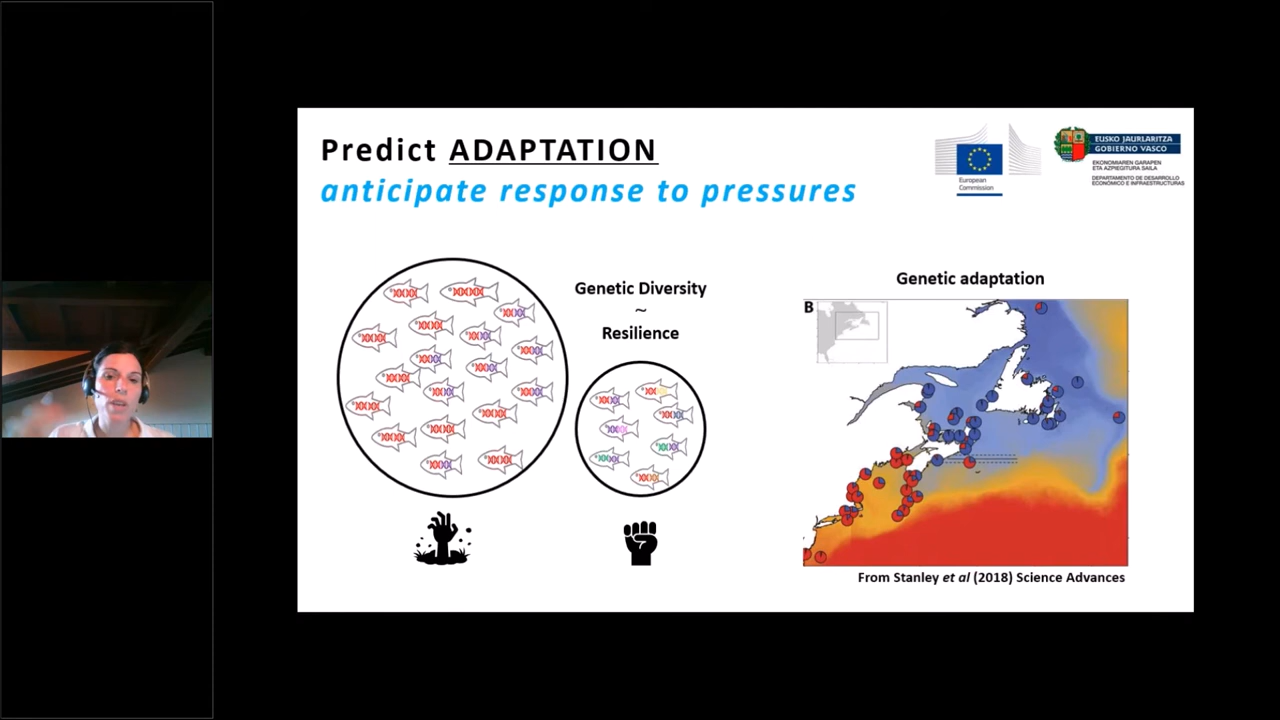 Predict ADAPTATION
anticipate response to pressures
European
Commission
EUSKO JAURLARITZA
GOBIERNO VASCO
EKONOMIAREN GARAPEN
ETA AZPIEGITURA SAILA
DEPARTAMENTO DE DESARROLLO
ECONÓMICO E INFRAESTRUCTURAS
Genetic Diversity
~
Resilience
Genetic adaptation
B
From Stanley et al (2018) Science Advances